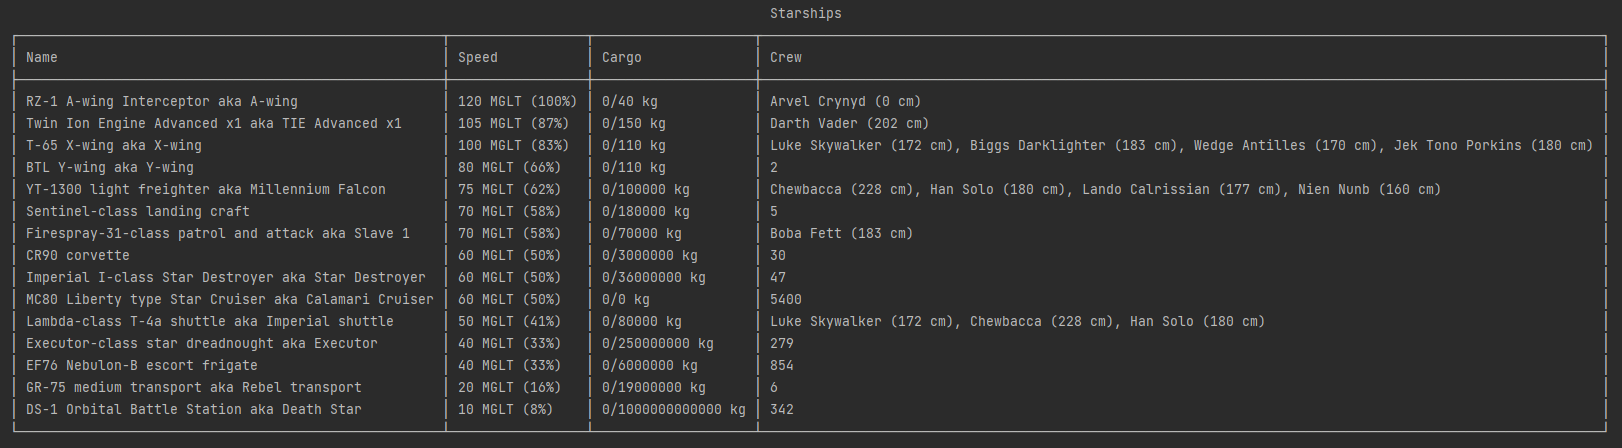 Starships
Name Speed Cargo Crew
RZ-1 A-wing Interceptor aka A-wing 120 MGLT (100%) 0/40 kg Arvel Crynyd (0 cm)
Twin Ion Engine Advanced x1 aka TIE Advanced x1 105 MGLT (87%) 0/150 kg Darth Vader (202 cm)
T-65 X-wing aka X-wing 100 MGLT (83%) 0/110 kg Luke Skywalker (172 cm), Biggs Darklighter (183 cm), Wedge Antilles (170 cm), Jek Tono Porkins (180 cm)
BTL Y-wing aka Y-wing 80 MGLT (66%) 0/110 kg 2
YT-1300 light freighter aka Millennium Falcon 75 MGLT (62%) 0/100000 kg Chewbacca (228 cm), Han Solo (180 cm), Lando Calrissian (177 cm), Nien Nunb (160 cm)
Sentinel-class landing craft 70 MGLT (58%) 0/180000 kg 5
Firespray-31-class patrol and attack aka Slave 1 70 MGLT (58%) 0/70000 kg Boba Fett (183 cm)
CR90 corvette 60 MGLT (50%) 0/3000000 kg 30
Imperial I-class Star Destroyer aka Star Destroyer 60 MGLT (50%) 0/36000000 kg 47
MC80 Liberty type Star Cruiser aka Calamari Cruiser 60 MGLT (50%) 0/0 kg 5400
Lambda-class T-4a shuttle aka Imperial shuttle 50 MGLT (41%) 0/80000 kg Luke Skywalker (172 cm), Chewbacca (228 cm), Han Solo (180 cm)
Executor-class star dreadnought aka Executor 40 MGLT (33%) 0/250000000 kg 279
EF76 Nebulon-B escort frigate 40 MGLT (33%) 0/6000000 kg 854
GR-75 medium transport aka Rebel transport 20 MGLT (16%) 0/19000000 kg 6
DS-1 Orbital Battle Station aka Death Star 10 MGLT (8%) 0/1000000000000 kg 342